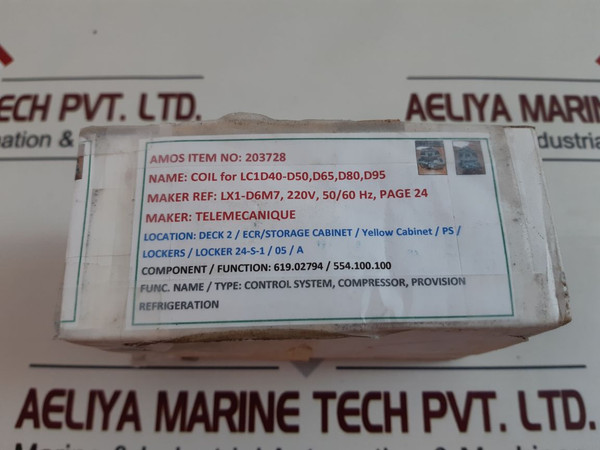 TECH PVT. LTD.
AELIYA MARINE
mation &
ndustrial
AMOS ITEM NO: 203728
NAME: COIL for LC1D40-D50,D65,D80,D95
MAKER REF: LX1-D6M7, 220V, 50/60 Hz, PAGE 24
MAKER: TELEMECANIQUE
LOCATION: DECK 2 / ECR/STORAGE CABINET / Yellow Cabinet / PS /
LOCKERS / LOCKER 24-S-1 / 05 / A
COMPONENT / FUNCTION: 619.02794 / 554.100.100
FUNC. NAME / TYPE: CONTROL SYSTEM, COMPRESSOR, PROVISION
REFRIGERATION
AELIYA MARINE TECH PVT. LTD.